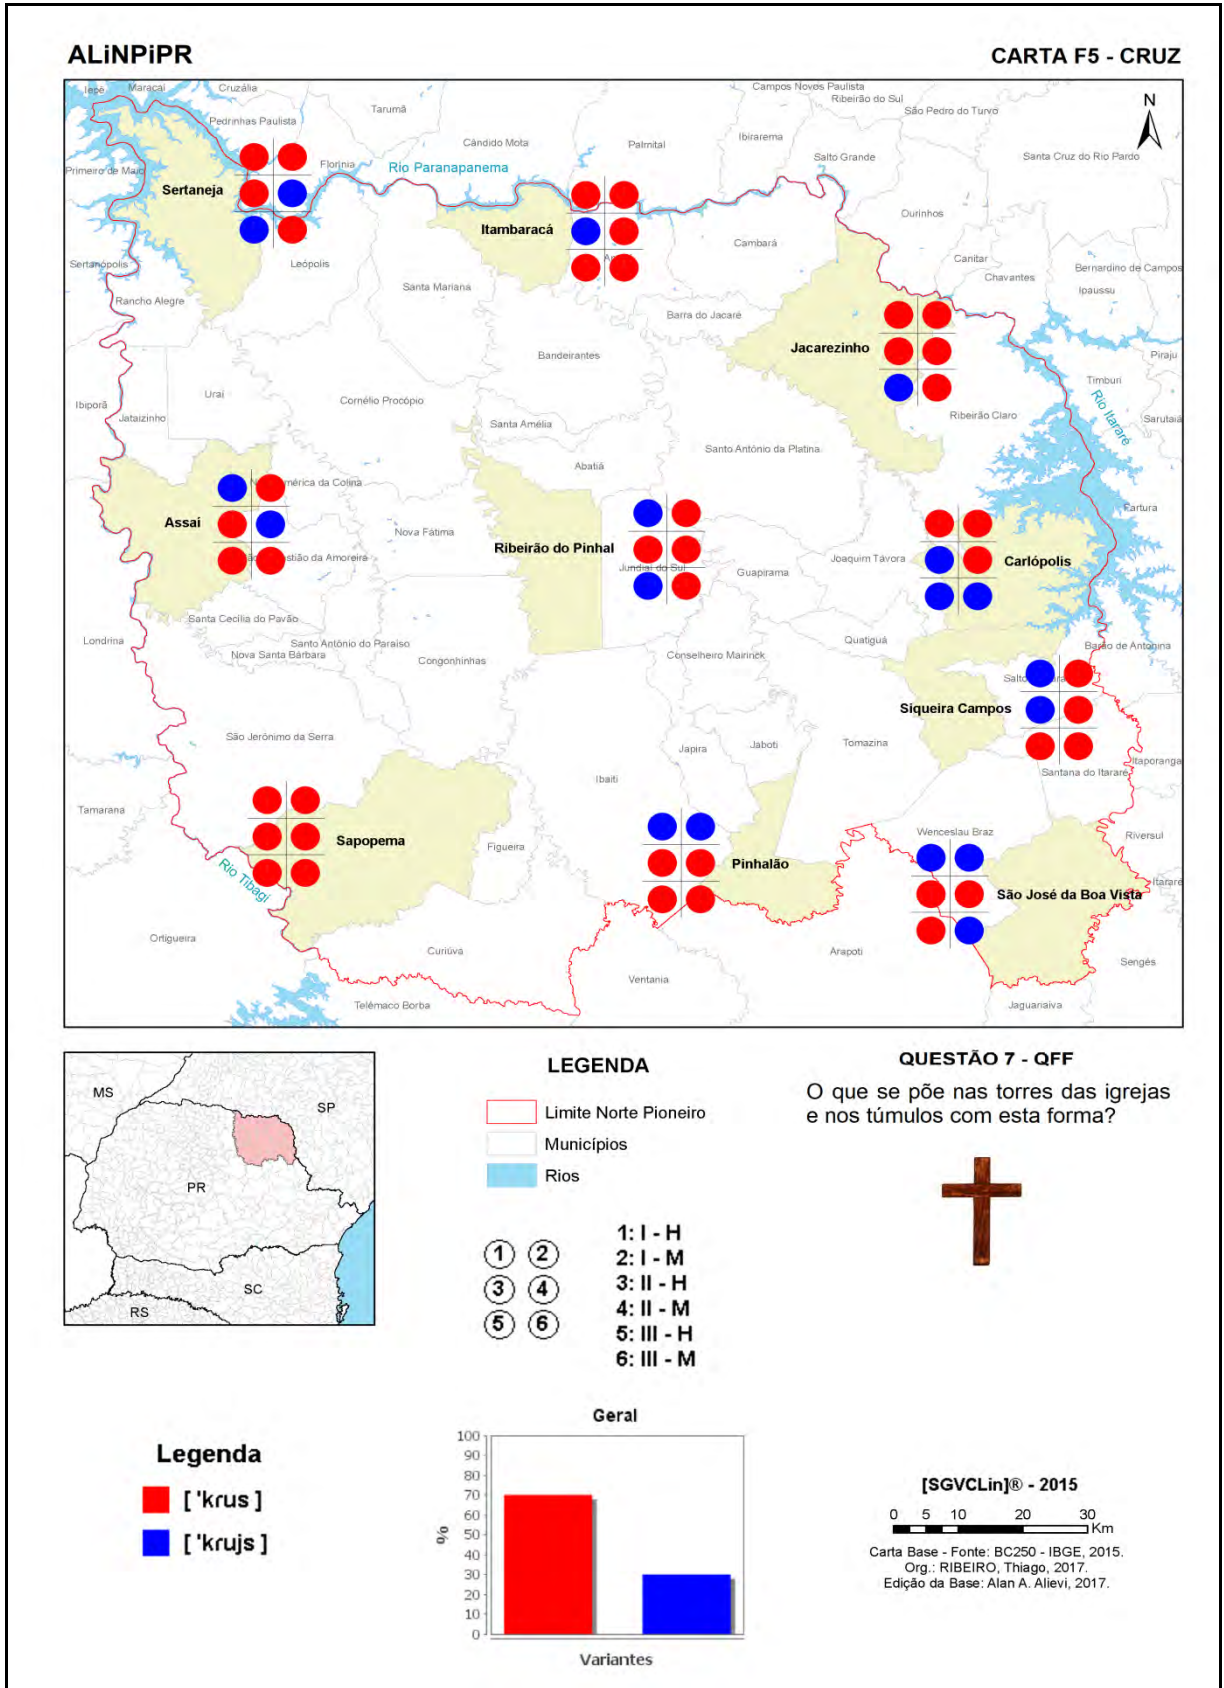 ALiNPiPR
CARTA F5 - CRUZ
Iepê
Maracaí
Cruzália
Pedrinhas Paulista
Tarumã
Cândido Mota
Palmital
Ibirarema
Campos Novos Paulista
Ribeirão do Sul
São Pedro do Turvo
N
Primeiro de Maio
Sertaneja
Florínia
Rio Paranapanema
Salto Grande
Santa Cruz do Rio Pardo
Itambaracá
Ourinhos
Cambará
Canitar
Sertanópolis
Leópolis
Chavantes
Bernardino de Campos
Ipaussu
Rancho Alegre
Santa Mariana
Barra do Jacaré
Jacarezinho
Bandeirantes
Piraju
Timburi
Rio Itararé
Ibiporã
Uraí
Cornélio Procópio
Jataizinho
Ribeirão Claro
Sarutaiá
Santa Amélia
Santo Antônio da Platina
Abatiá
América da Colina
Fartura
Assaí
Nova Fátima
Ribeirão do Pinhal
Jundiaí do Sul
Guapirama
Joaquim Távora
Carlópolis
da Amoreira
Santa Cecília do Pavão
Londrina
Santo Antônio do Paraíso
Nova Santa Bárbara
Congonhinhas
Conselheiro Mairinck
Quatiguá
Barão de Antonina
Siqueira Campos
São Jerônimo da Serra
Japira
Jaboti
Tomazina
Itaporanga
Santana do Itararé
Ibaiti
Tamarana
Sapopema
Figueira
Pinhalão
Wenceslau Braz
Riversul
Rio Tibagi
São José da Boa Vista
Itararé
Ortigueira
Curiúva
Arapoti
Sengés
Ventania
Telêmaco Borba
Jaguariaíva
MS
SP
PR
SC
RS
LEGENDA
Limite Norte Pioneiro
Municípios
Rios
1 2
3 4
5 6
1: I - H
2: I - M
3: II - H
4: II - M
5: III - H
6: III - M
QUESTÃO 7 - QFF
O que se põe nas torres das igrejas
e nos túmulos com esta forma?
Legenda
[ 'krus ]
[ 'krujs ]
Geral
100
90
80
70
60
50
40
30
20
10
0
%
Variantes
[SGVCLin]® - 2015
0 5 10 20 30
Km
Carta Base - Fonte: BC250 - IBGE, 2015.
Org.: RIBEIRO, Thiago, 2017.
Edição da Base: Alan A. Alievi, 2017.